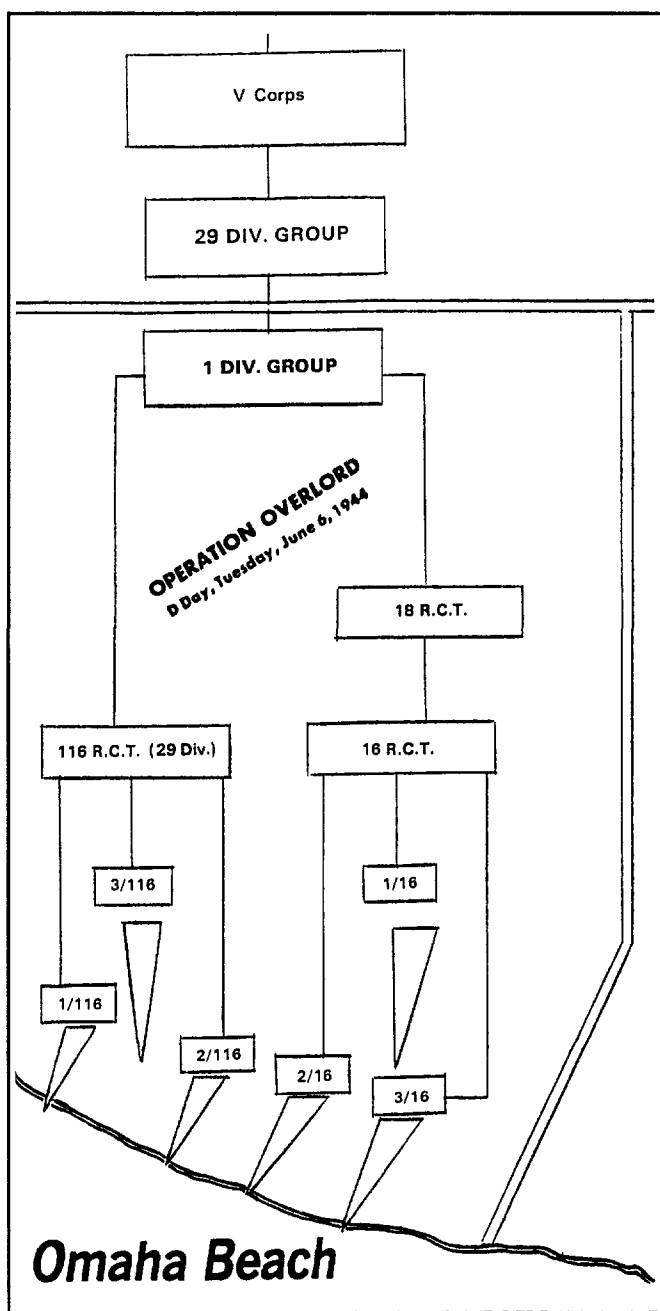 V Corps
29 DIV. GROUP
1 DIV. GROUP
OPERATION OVERLORD
D Day, Tuesday, June 6, 1944
18 R.C.T.
116 R.C.T. (29 Div.)
16 R.C.T.
3/116
1/16
1/116
2/116
2/16
3/16
Omaha Beach